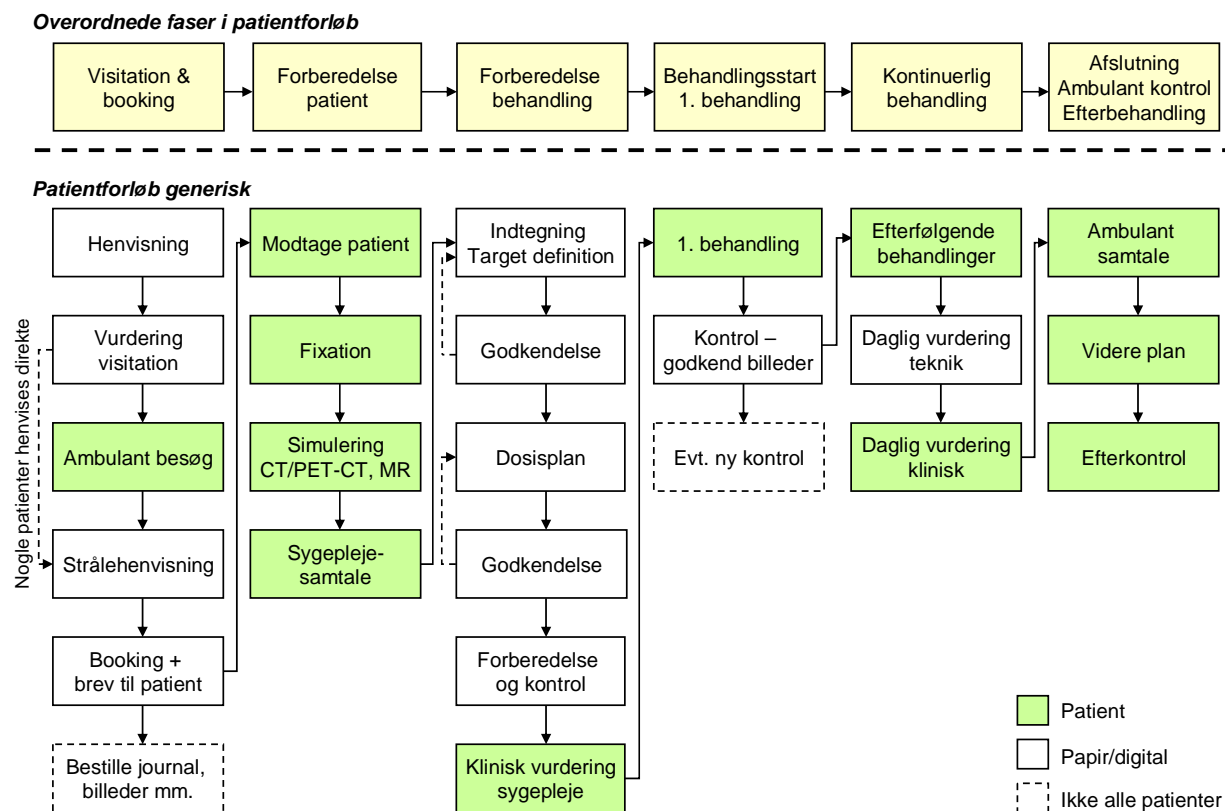 Overordnede faser i patientforløb
Visitation &
booking
Forberedelse
patient
Forberedelse
behandling
Behandlingsstart
1. behandling
Kontinuerlig
behandling
Afslutning
Ambulant kontrol
Efterbehandling
Patientforløb generisk
Henvisning
Vurdering
visitation
Ambulant besøg
Strålehenvisning
Booking +
brev til patient
Bestille journal,
billeder mm.
Nogle patienter henvises direkte
Modtage patient
Fixation
Simulering
CT/PET-CT, MR
Sygepleje-
samtale
Indtegning
Target definition
Godkendelse
Dosisplan
Godkendelse
Forberedelse
og kontrol
Klinisk vurdering
sygepleje
1. behandling
Kontrol –
godkend billeder
Evt. ny kontrol
Efterfølgende
behandlinger
Daglig vurdering
teknik
Daglig vurdering
klinisk
Ambulant
samtale
Videre plan
Efterkontrol
Patient
Papir/digital
Ikke alle patienter